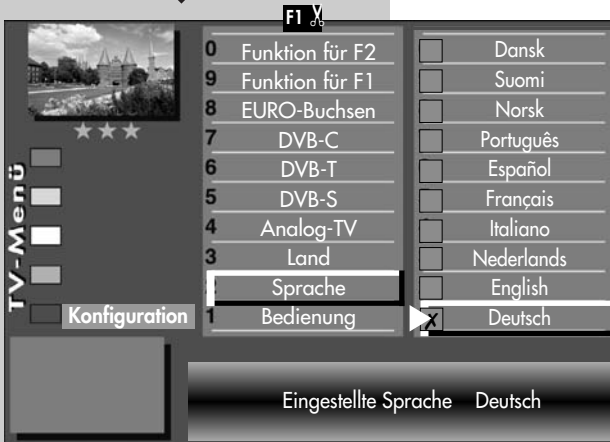 F1
0 Funktion für F2
9 Funktion für F1
8 EURO-Buchsen
7 DVB-C
6 DVB-T
5 DVB-S
4 Analog-TV
3 Land
2 Sprache
1 Bedienung
Dansk
Suomi
Norsk
Português
Español
Français
Italiano
Nederlands
English
X Deutsch
TV-Menü
Konfiguration
Eingestellte Sprache Deutsch